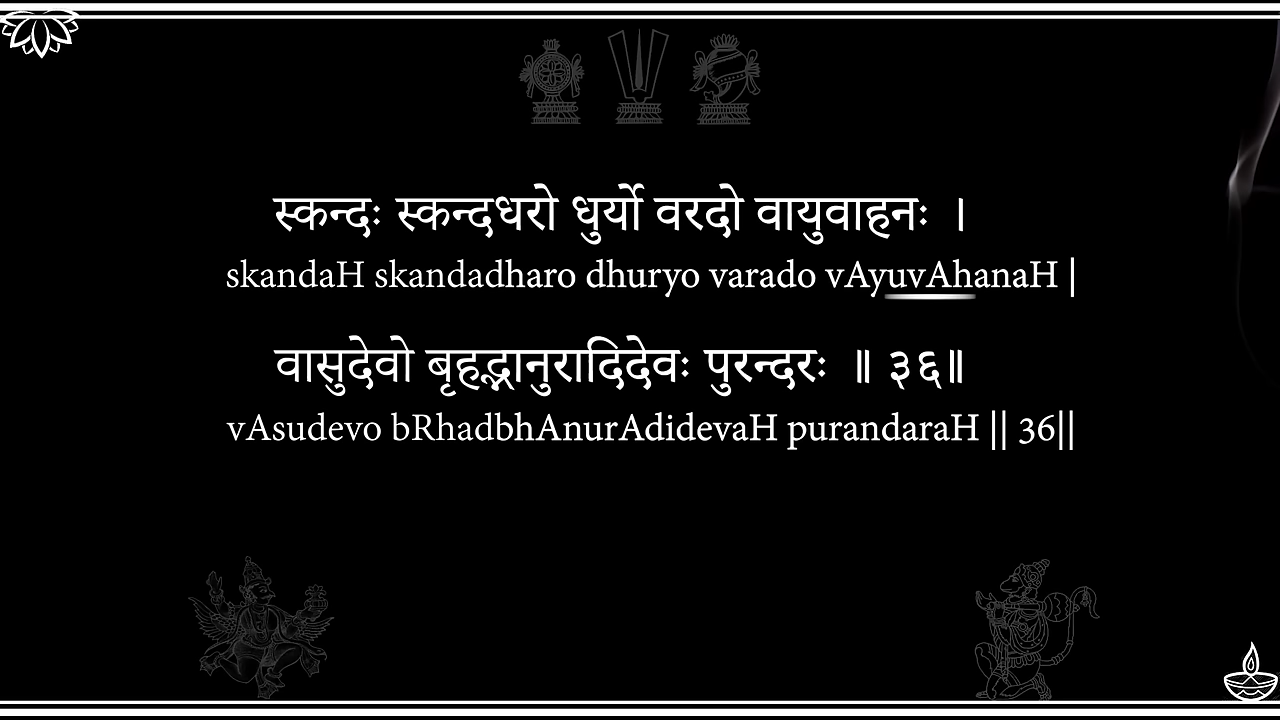 स्कन्दः स्कन्दधरो धुर्यो वरदो वायुवाहनः ।
skandaH skandadharo dhuryo varado vAyuvAhanaH |
वासुदेवो बृहद्भानुरादिदेवः पुरन्दरः ॥ ३६॥
vAsudevo bRhadbhAnurAdidevaH purandaraH || 36||